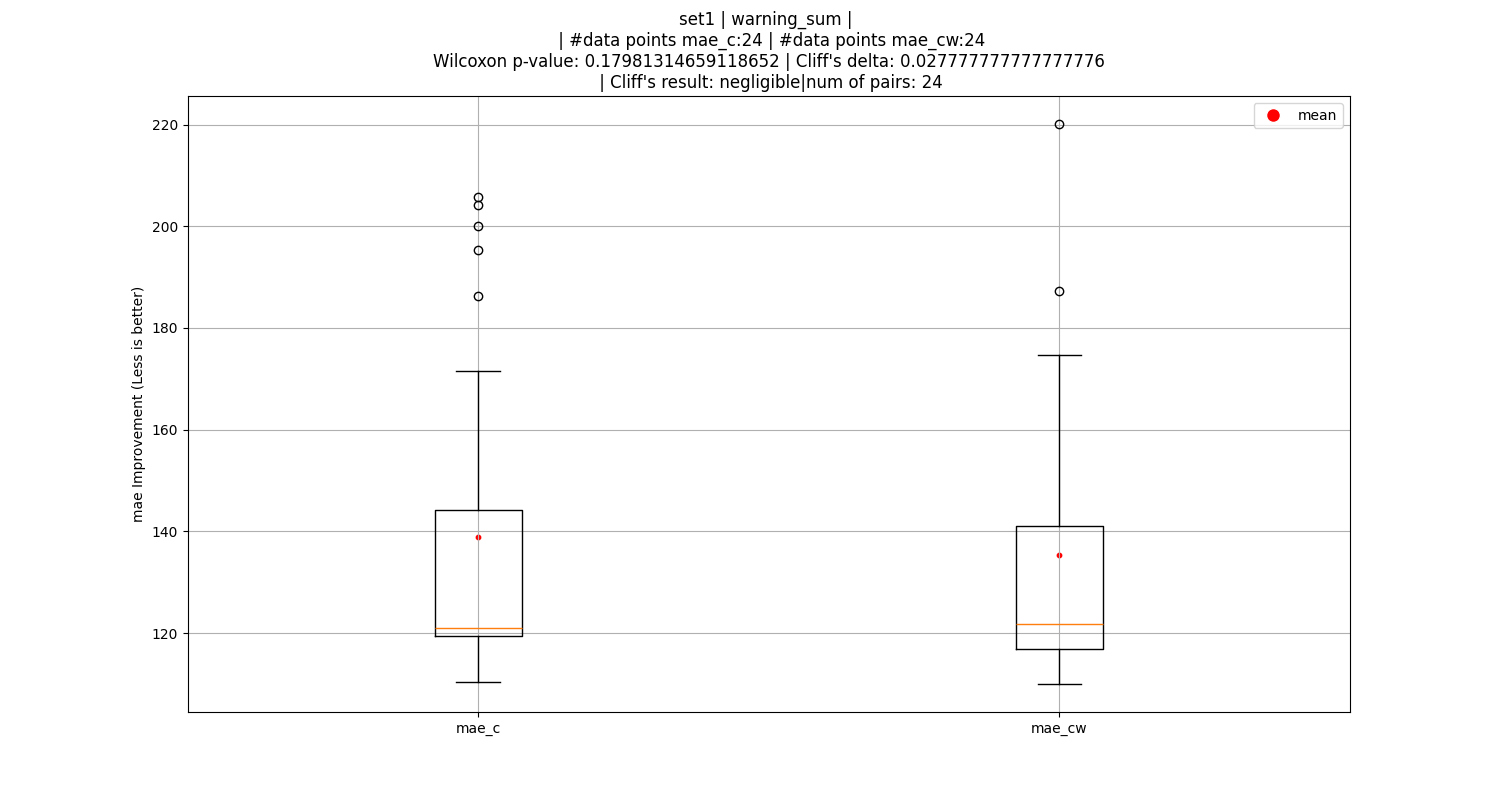 set1 | warning_sum |
| #data points mae_c:24 | #data points mae_cw:24
Wilcoxon p-value: 0.17981314659118652 | Cliff's delta: 0.027777777777777776
| Cliff's result: negligible|num of pairs: 24
mean
220
200
180
160
140
120
mae Improvement (Less is better)
mae_c
mae_cw